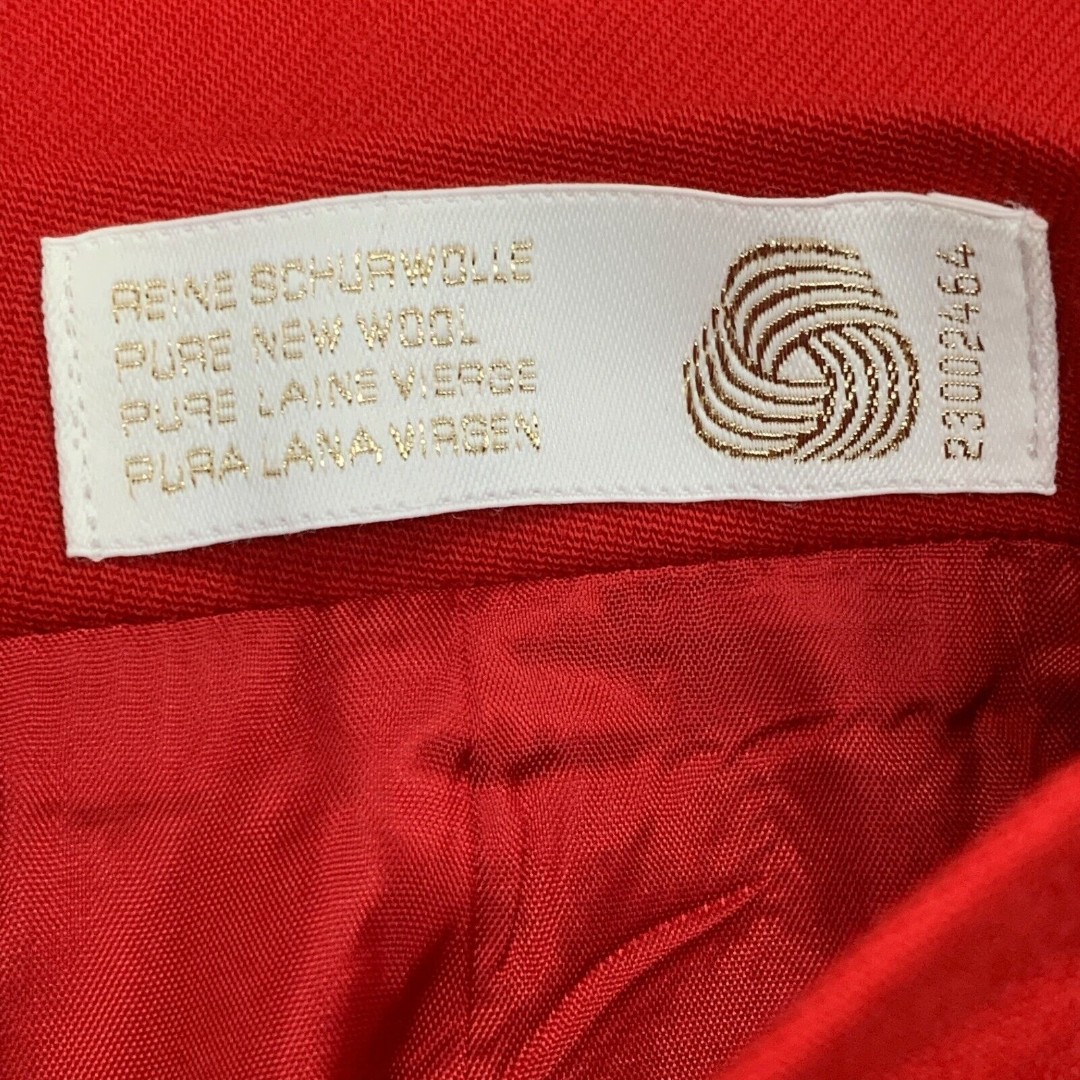 REINE SCHURWOLLE
PURE NEW WOOL
PURE LAINE VIERGE
PURA LANA VIRGEN
23002464